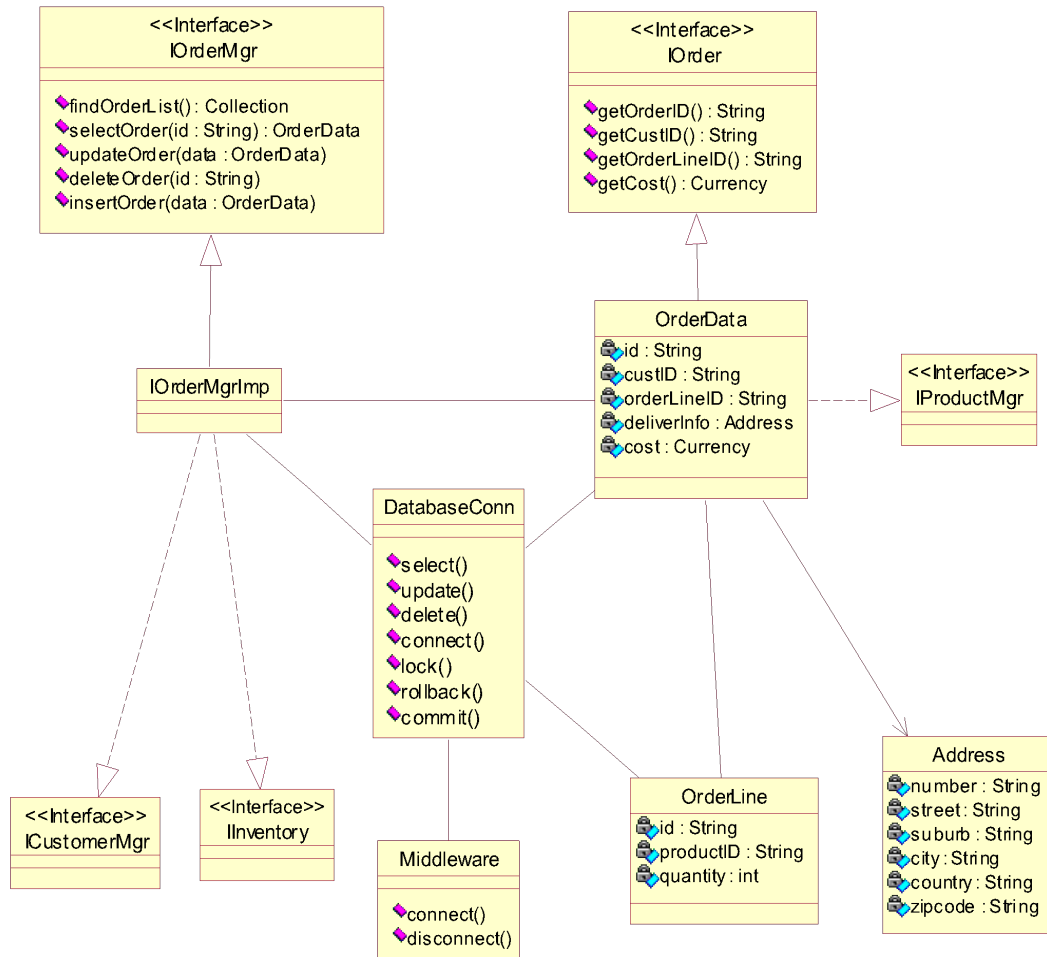 <<Interface>>
IOrderMgr
findOrderList() : Collection
selectOrder(id : String) : OrderData
updateOrder(data : OrderData)
deleteOrder(id : String)
insertOrder(data : OrderData)
<<Interface>>
IOrder
getOrderID() : String
getCustID() : String
getOrderLineID() : String
getCost() : Currency
OrderData
id : String
custID : String
orderLineID : String
deliverInfo : Address
cost : Currency
IOrderMgrImp
<<Interface>>
IProductMgr
DatabaseConn
select()
update()
delete()
connect()
lock()
rollback()
commit()
<<Interface>>
ICustomerMgr
<<Interface>>
IInventory
Middleware
connect()
disconnect()
OrderLine
id : String
productID : String
quantity : int
Address
number : String
street : String
suburb : String
city : String
country : String
zipcode : String